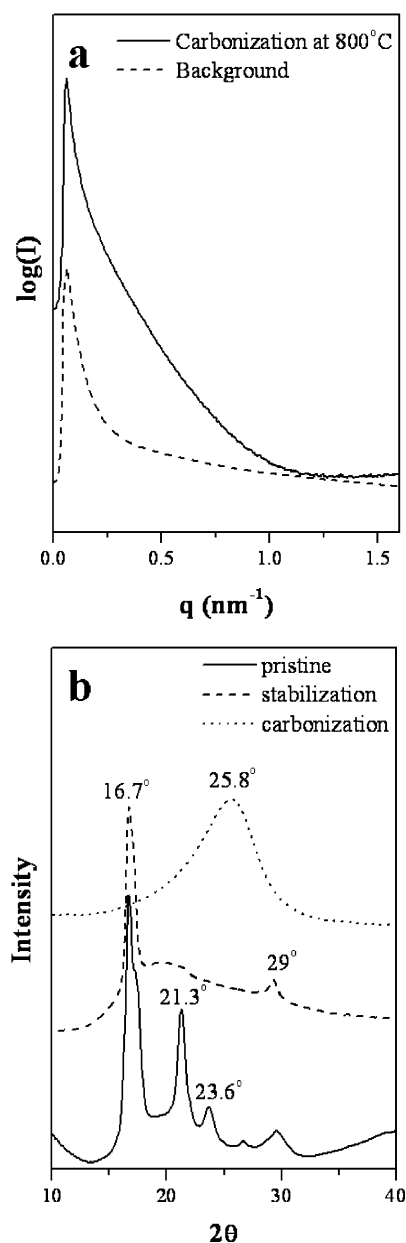 a
Carbonization at 800°C
Background
log(I)
0.0 0.5 1.0 1.5
q (nm⁻¹)
b
pristine
stabilization
carbonization
16.7°
25.8°
29°
21.3°
23.6°
Intensity
10 20 30 40
2θ